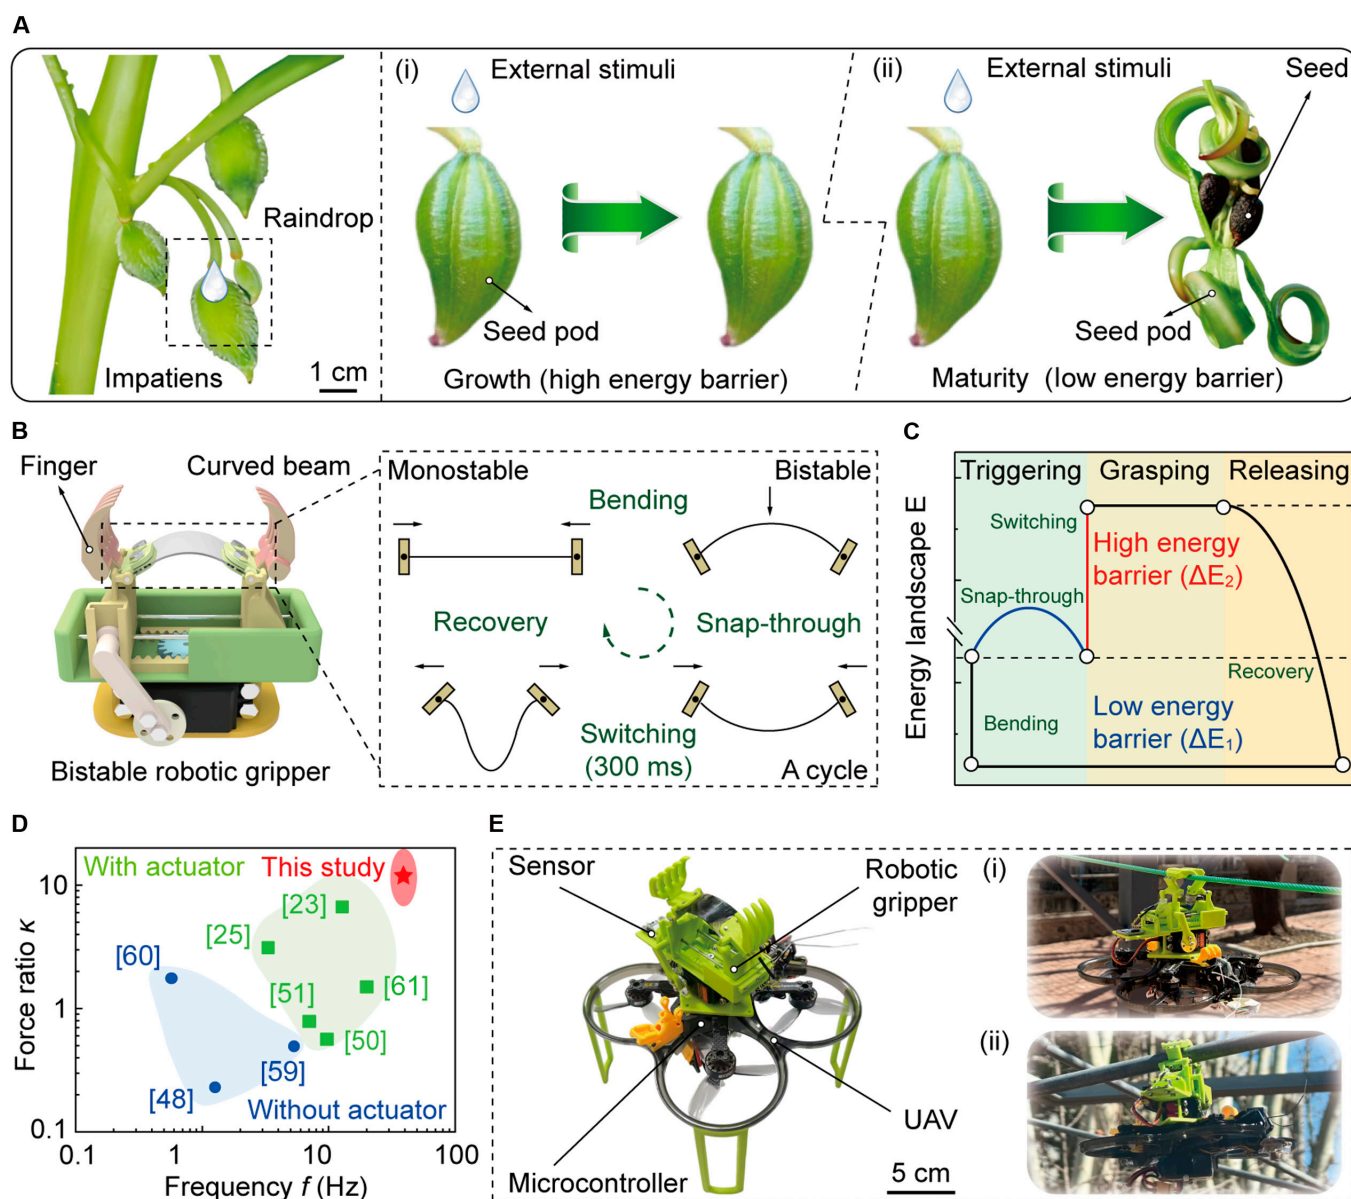 A
(i)
External stimuli
(ii)
External stimuli
Seed
Raindrop
Seed pod
Seed pod
Impatiens
1 cm
Growth (high energy barrier)
Maturity (low energy barrier)
B
Finger
Curved beam
Monostable
Bistable
Bending
Recovery
Snap-through
Switching
(300 ms)
A cycle
Bistable robotic gripper
C
Triggering
Grasping
Releasing
Switching
High energy
barrier (ΔE₂)
Snap-through
Recovery
Bending
Low energy
barrier (ΔE₁)
Energy landscape E
D
With actuator
This study
[23]
[25]
[60]
[61]
[51]
[50]
[59]
[48]
Without actuator
10
1
0.1
0.1
1
10
100
Force ratio κ
Frequency f (Hz)
E
Sensor
Robotic
gripper
UAV
Microcontroller
5 cm
(i)
(ii)